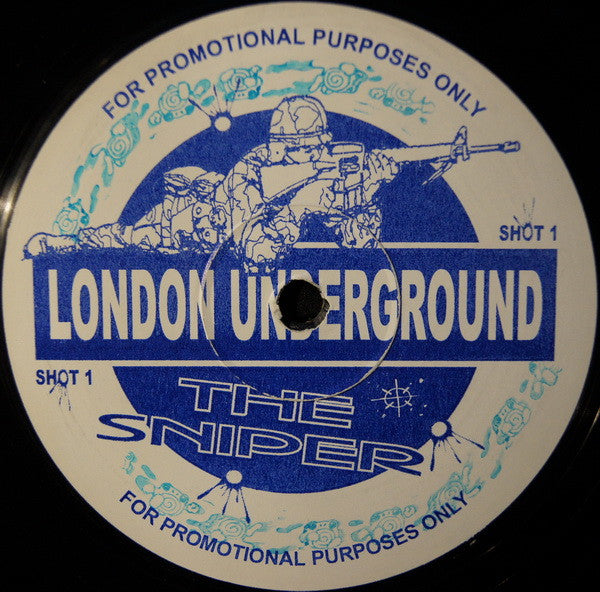 FOR PROMOTIONAL PURPOSES ONLY
SHOT 1
LONDON UNDERGROUND
SHOT 1
THE
SNIPER
FOR PROMOTIONAL PURPOSES ONLY